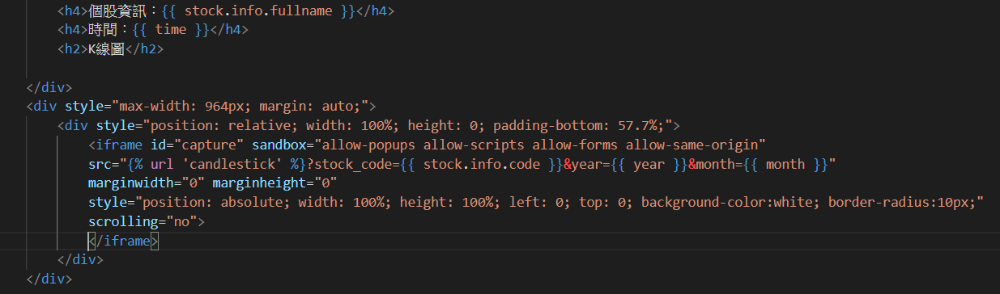 <h4>個股資訊：{{ stock.info.fullname }}</h4>
<h4>時間：{{ time }}</h4>
<h2>K線圖</h2>
</div>
<div style="max-width: 964px; margin: auto;">
<div style="position: relative; width: 100%; height: 0; padding-bottom: 57.7%;">
<iframe id="capture" sandbox="allow-popups allow-scripts allow-forms allow-same-origin"
src="{% url 'candlestick' %}?stock_code={{ stock.info.code }}&year={{ year }}&month={{ month }}"
marginwidth="0" marginheight="0"
style="position: absolute; width: 100%; height: 100%; left: 0; top: 0; background-color:white; border-radius:10px;"
scrolling="no">
</iframe>
</div>
</div>